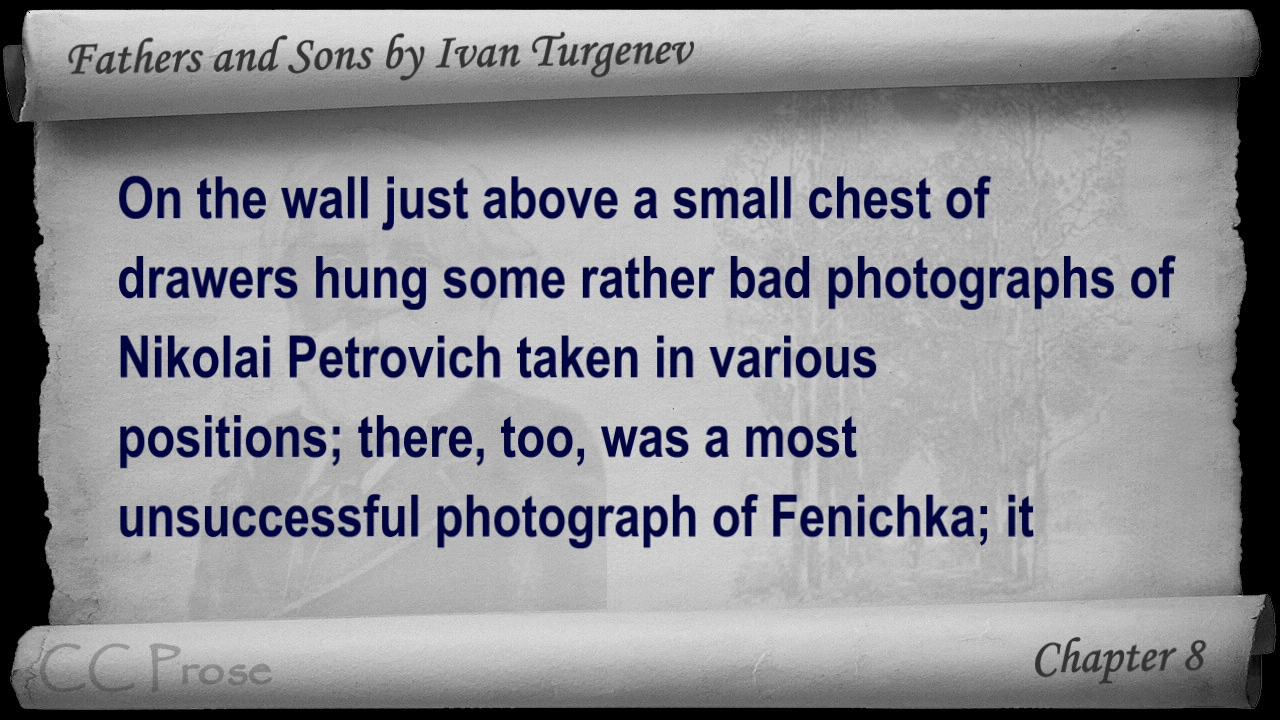 Fathers and Sons by Ivan Turgenev
On the wall just above a small chest of
drawers hung some rather bad photographs of
Nikolai Petrovich taken in various
positions; there, too, was a most
unsuccessful photograph of Fenichka; it
CC Prose
Chapter 8